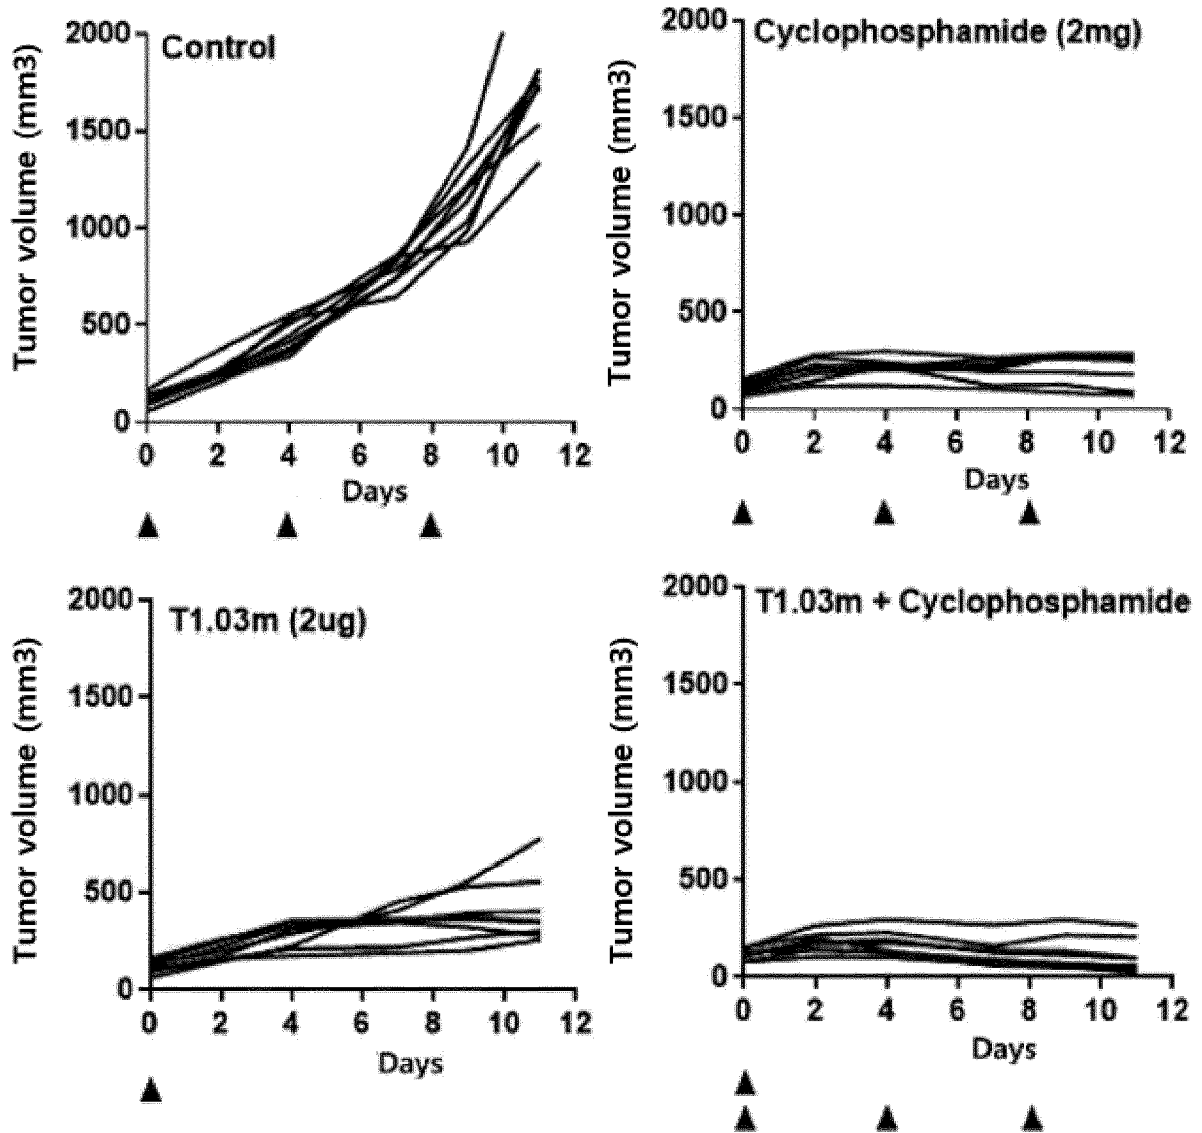 Control
Tumor volume (mm3)
2000
1500
1000
500
0
0 2 4 6 8 10 12
Days
Cyclophosphamide (2mg)
Tumor volume (mm3)
2000
1500
1000
500
0
0 2 4 6 8 10 12
Days
T1.03m (2ug)
Tumor volume (mm3)
2000
1500
1000
500
0
0 2 4 6 8 10 12
Days
T1.03m + Cyclophosphamide
Tumor volume (mm3)
2000
1500
1000
500
0
0 2 4 6 8 10 12
Days